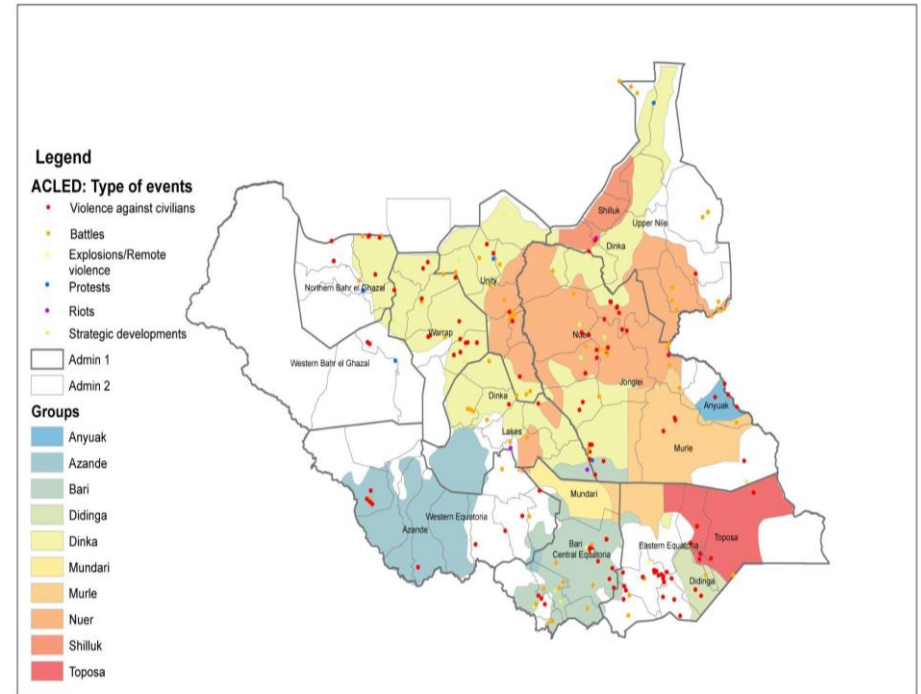 Legend
ACLED: Type of events
Violence against civilians
Battles
Explosions/Remote
violence
Protests
Riots
Strategic developments
Admin 1
Admin 2
Groups
Anyuak
Azande
Bari
Didinga
Dinka
Mundari
Murle
Nuer
Shilluk
Toposa
Shilluk
Upper Nile
Dinka
Unity
Northern Bahr el Ghazal
Warrap
Nuer
Western Bahr el Ghazal
Jonglei
Dinka
Anyuak
Lakes
Murle
Mundari
Western Equatoria
Azande
Bari
Central Equatoria
Eastern Equatoria
Toposa
Didinga